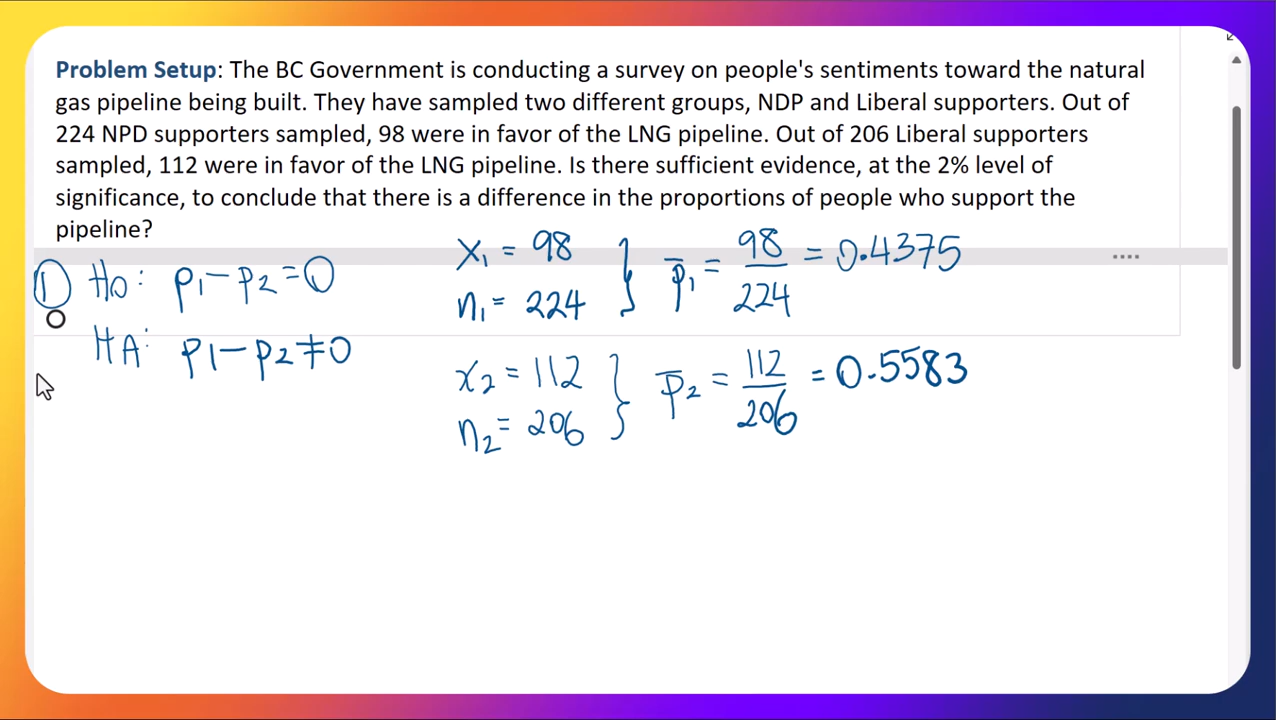 Problem Setup: The BC Government is conducting a survey on people's sentiments toward the natural
gas pipeline being built. They have sampled two different groups, NDP and Liberal supporters. Out of
224 NPD supporters sampled, 98 were in favor of the LNG pipeline. Out of 206 Liberal supporters
sampled, 112 were in favor of the LNG pipeline. Is there sufficient evidence, at the 2% level of
significance, to conclude that there is a difference in the proportions of people who support the
pipeline?
① Ho: p₁ - p₂ = 0
HA: p₁ - p₂ ≠ 0
x₁ = 98
n₁ = 224
} p̅₁ = 98/224 = 0.4375
x₂ = 112
n₂ = 206
} p̅₂ = 112/206 = 0.5583